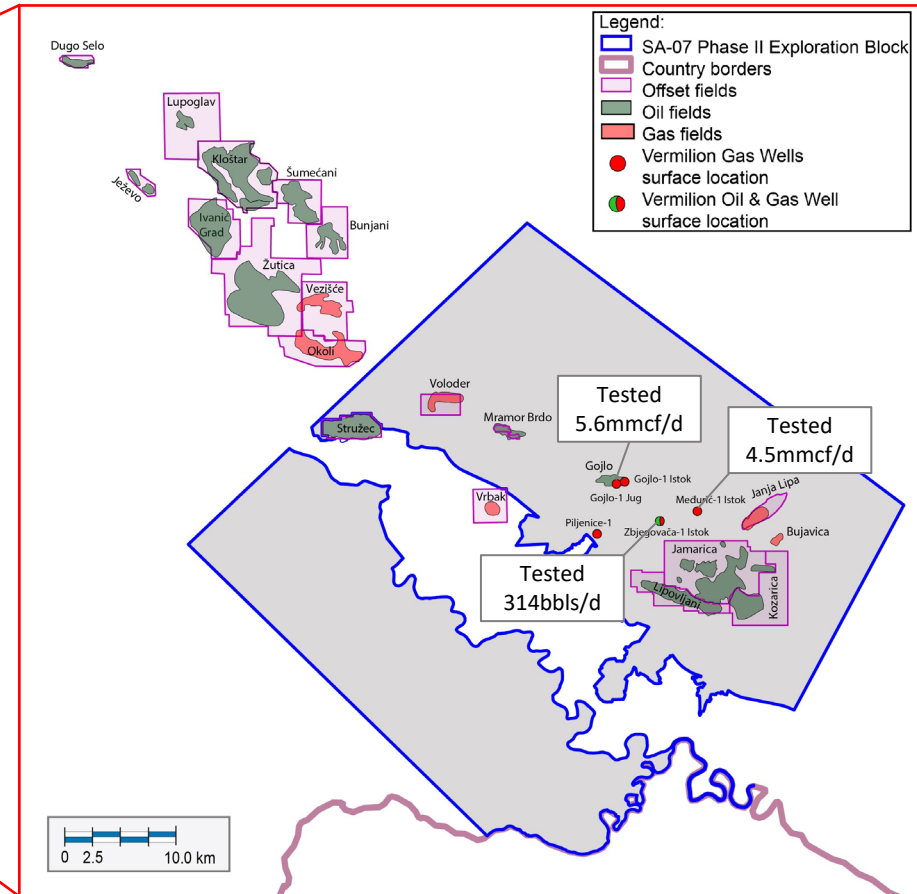 Legend:
SA-07 Phase II Exploration Block
Country borders
Offset fields
Oil fields
Gas fields
Vermilion Gas Wells
surface location
Vermilion Oil & Gas Well
surface location
Dugo Selo
Lupoglav
Kloštar
Šumećani
Ježevo
Ivanić
Grad
Bunjani
Žutica
Vezišće
Okoli
Voloder
Stružec
Mramor Brdo
Tested
5.6mmcf/d
Tested
4.5mmcf/d
Gojlo
Gojlo-1 Istok
Gojlo-1 Jug
Vrbak
Međurić-1 Istok
Janja Lipa
Piljenice-1
Zbjegovača-1 Istok
Bujavica
Jamarica
Tested
314bbls/d
Lipovljani
Kozarica
0 2.5 10.0 km